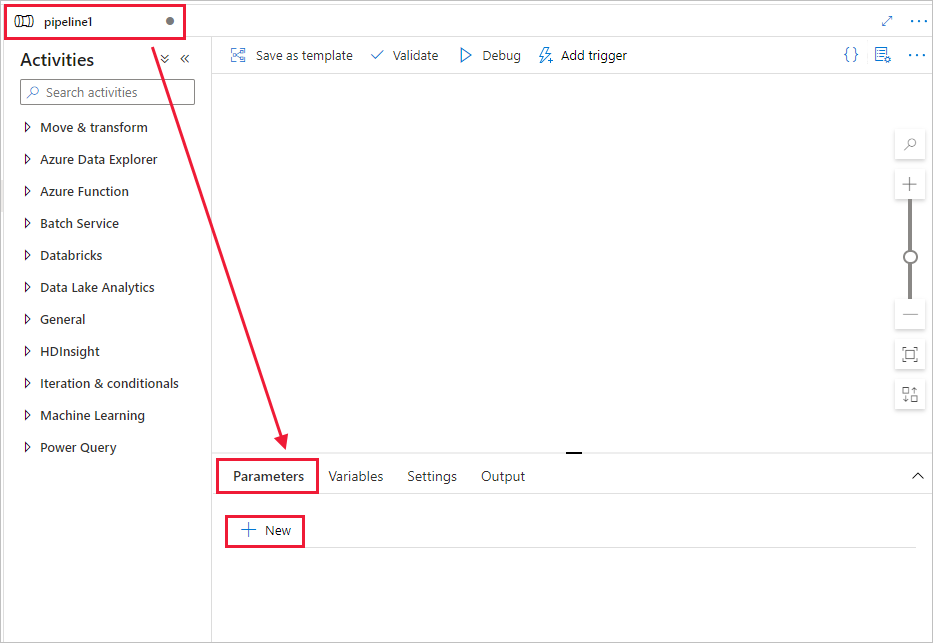 pipeline1
Activities
Save as template
Validate
Debug
Add trigger
Search activities
Move & transform
Azure Data Explorer
Azure Function
Batch Service
Databricks
Data Lake Analytics
General
HDInsight
Iteration & conditionals
Machine Learning
Power Query
Parameters
Variables
Settings
Output
New